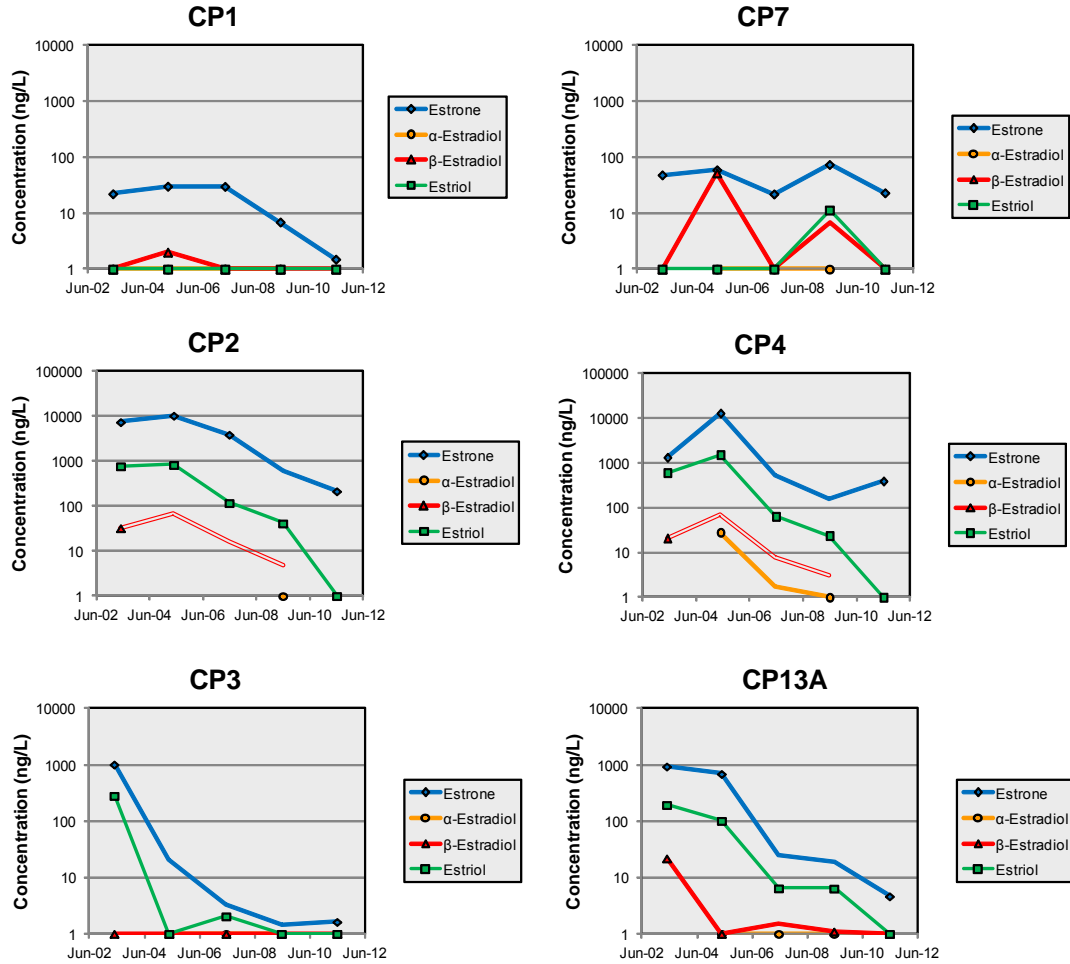 CP1
Concentration (ng/L)
10000
1000
100
10
1
Jun-02 Jun-04 Jun-06 Jun-08 Jun-10 Jun-12
Estrone
α-Estradiol
β-Estradiol
Estriol
CP7
Concentration (ng/L)
10000
1000
100
10
1
Jun-02 Jun-04 Jun-06 Jun-08 Jun-10 Jun-12
Estrone
α-Estradiol
β-Estradiol
Estriol
CP2
Concentration (ng/L)
100000
10000
1000
100
10
1
Jun-02 Jun-04 Jun-06 Jun-08 Jun-10 Jun-12
Estrone
α-Estradiol
β-Estradiol
Estriol
CP4
Concentration (ng/L)
100000
10000
1000
100
10
1
Jun-02 Jun-04 Jun-06 Jun-08 Jun-10 Jun-12
Estrone
α-Estradiol
β-Estradiol
Estriol
CP3
Concentration (ng/L)
10000
1000
100
10
1
Jun-02 Jun-04 Jun-06 Jun-08 Jun-10 Jun-12
Estrone
α-Estradiol
β-Estradiol
Estriol
CP13A
Concentration (ng/L)
10000
1000
100
10
1
Jun-02 Jun-04 Jun-06 Jun-08 Jun-10 Jun-12
Estrone
α-Estradiol
β-Estradiol
Estriol